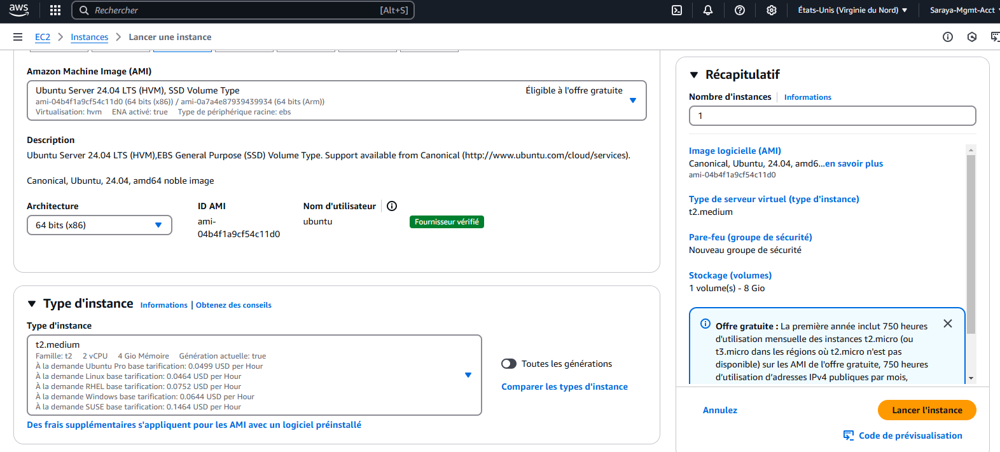 aws
Rechercher
[Alt+S]
États-Unis (Virginie du Nord)
Saraya-Mgmt-Acct
EC2
Instances
Lancer une instance
Amazon Machine Image (AMI)
Ubuntu Server 24.04 LTS (HVM), SSD Volume Type
Éligible à l'offre gratuite
ami-04b4f1a9cf54c11d0 (64 bits (x86)) / ami-0a7a4e87939439934 (64 bits (Arm))
Virtualisation: hvm ENA activé: true Type de périphérique racine: ebs
Description
Ubuntu Server 24.04 LTS (HVM),EBS General Purpose (SSD) Volume Type. Support available from Canonical (http://www.ubuntu.com/cloud/services).
Canonical, Ubuntu, 24.04, amd64 noble image
Architecture
64 bits (x86)
ID AMI
ami-
04b4f1a9cf54c11d0
Nom d'utilisateur
ubuntu
Fournisseur vérifié
Type d'instance
Informations | Obtenez des conseils
Type d'instance
t2.medium
Famille: t2 2 vCPU 4 Gio Mémoire Génération actuelle: true
À la demande Ubuntu Pro base tarification: 0.0499 USD per Hour
À la demande Linux base tarification: 0.0464 USD per Hour
À la demande RHEL base tarification: 0.0752 USD per Hour
À la demande Windows base tarification: 0.0644 USD per Hour
À la demande SUSE base tarification: 0.1464 USD per Hour
Toutes les générations
Comparer les types d'instance
Des frais supplémentaires s'appliquent pour les AMI avec un logiciel préinstallé
Récapitulatif
Nombre d'instances
Informations
1
Image logicielle (AMI)
Canonical, Ubuntu, 24.04, amd6...en savoir plus
ami-04b4f1a9cf54c11d0
Type de serveur virtuel (type d'instance)
t2.medium
Pare-feu (groupe de sécurité)
Nouveau groupe de sécurité
Stockage (volumes)
1 volume(s) - 8 Gio
Offre gratuite : La première année inclut 750 heures
d'utilisation mensuelle des instances t2.micro (ou
t3.micro dans les régions où t2.micro n'est pas
disponible) sur les AMI de l'offre gratuite, 750 heures
d'utilisation d'adresses IPv4 publiques par mois,
Annulez
Lancer l'instance
Code de prévisualisation